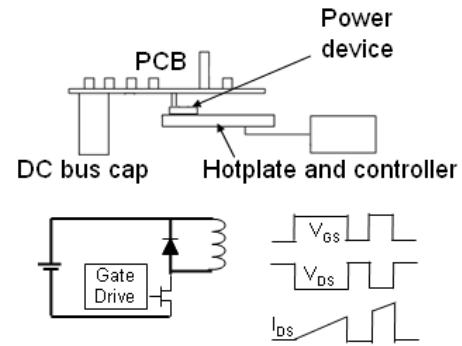 Power
device
PCB
DC bus cap
Hotplate and controller
Gate
Drive
VGS
VDS
IDS